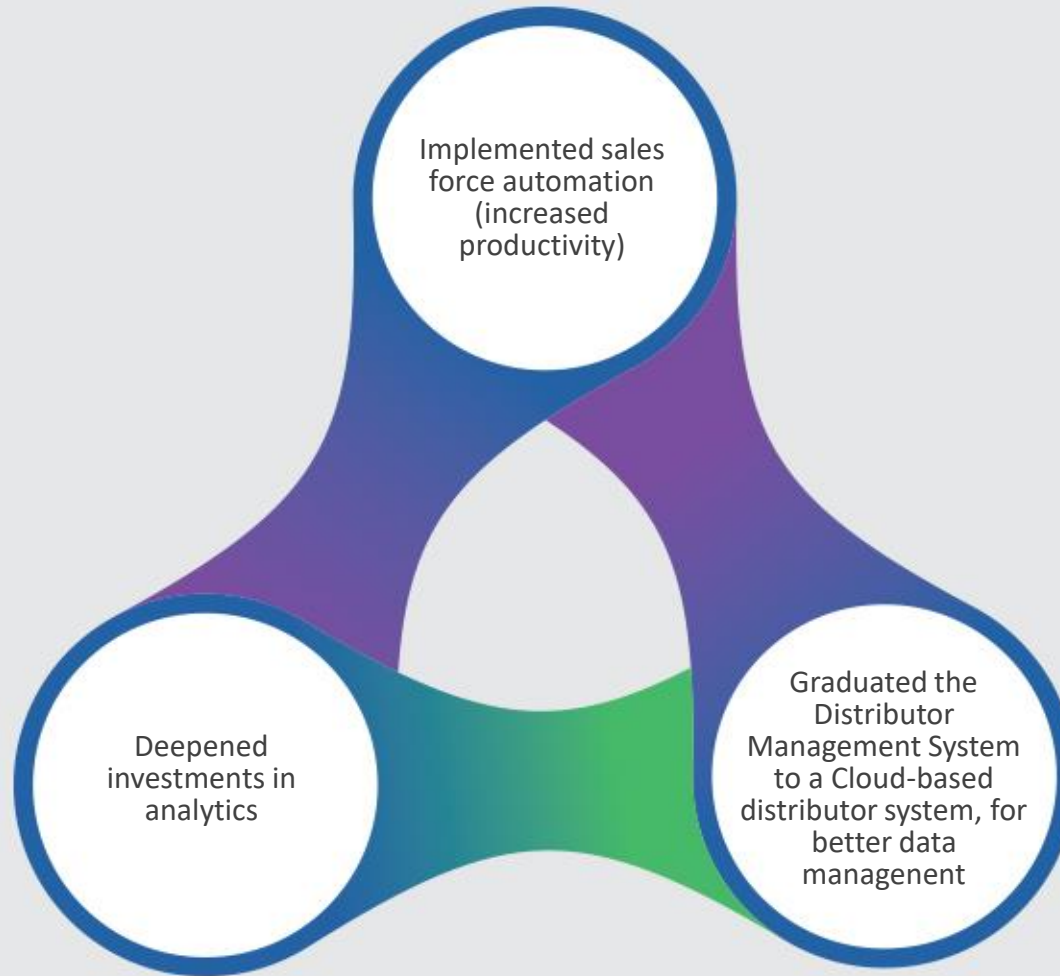 Implemented sales
force automation
(increased
productivity)
Deepened
investments in
analytics
Graduated the
Distributor
Management System
to a Cloud-based
distributor system, for
better data
managenent